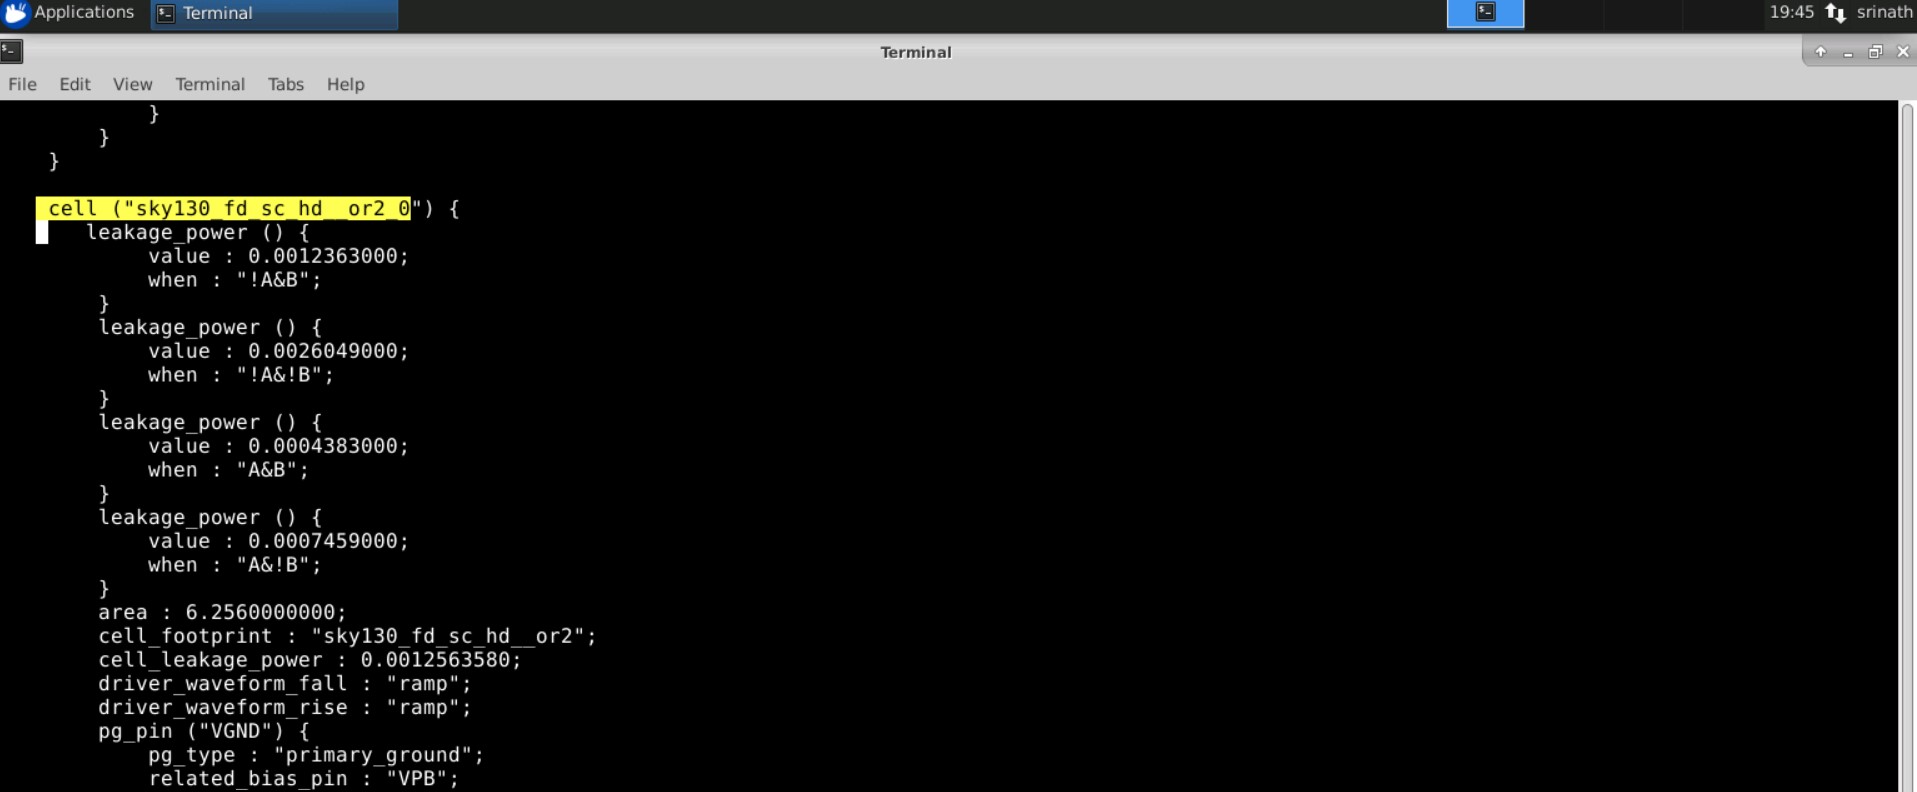 Applications Terminal 19:45 srinath
Terminal
File Edit View Terminal Tabs Help
}
}
}
cell ("sky130_fd_sc_hd__or2_0") {
leakage_power () {
value : 0.0012363000;
when : "!A&B";
}
leakage_power () {
value : 0.0026049000;
when : "!A&!B";
}
leakage_power () {
value : 0.0004383000;
when : "A&B";
}
leakage_power () {
value : 0.0007459000;
when : "A&!B";
}
area : 6.2560000000;
cell_footprint : "sky130_fd_sc_hd__or2";
cell_leakage_power : 0.0012563580;
driver_waveform_fall : "ramp";
driver_waveform_rise : "ramp";
pg_pin ("VGND") {
pg_type : "primary_ground";
related_bias_pin : "VPB";